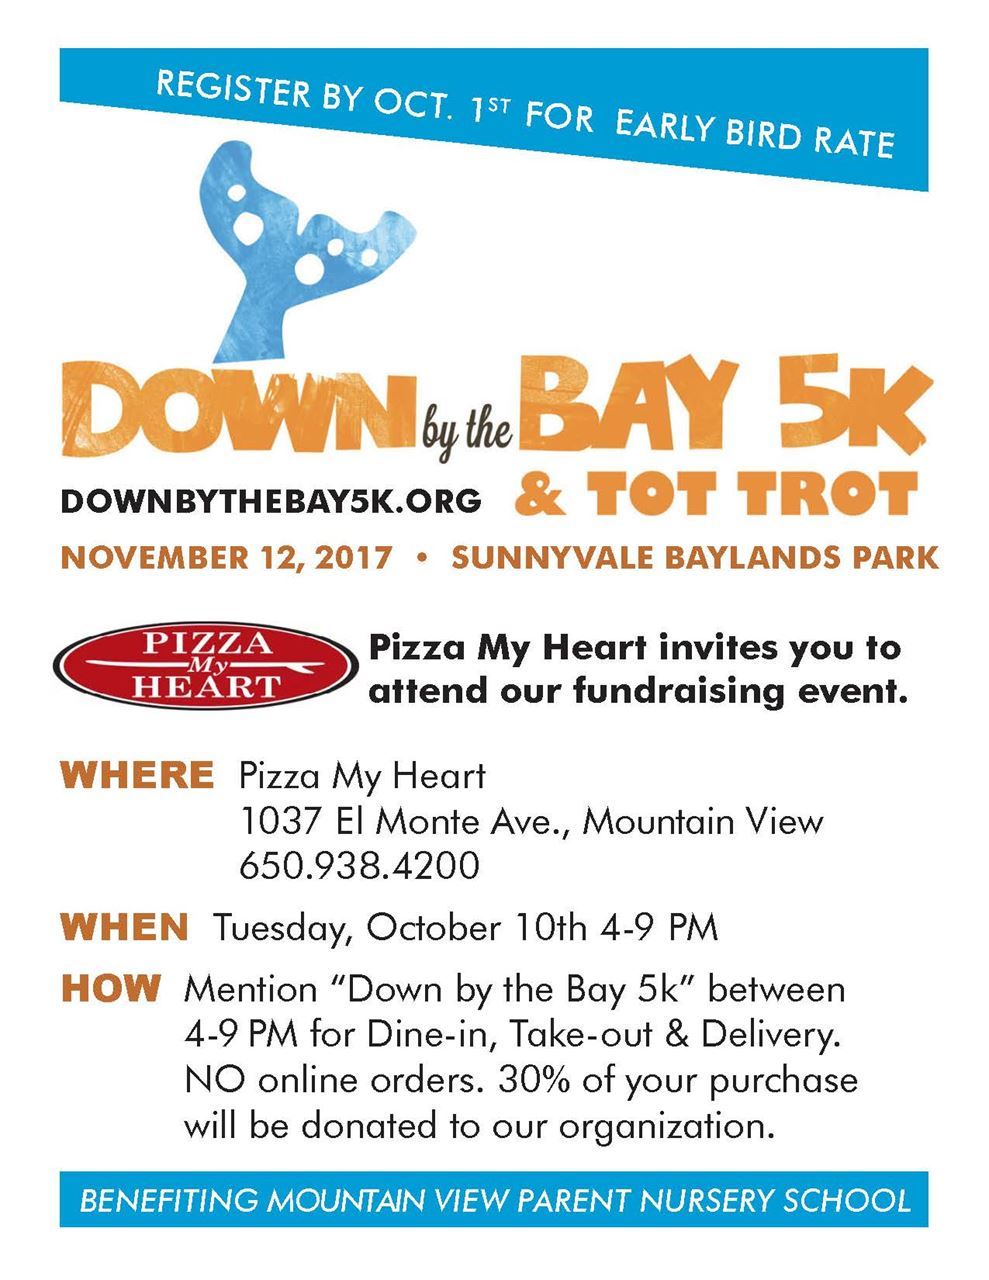 REGISTER BY OCT. 1ST FOR EARLY BIRD RATE
DOWN by the BAY 5K
DOWNBYTHEBAY5K.ORG & TOT TROT
NOVEMBER 12, 2017 • SUNNYVALE BAYLANDS PARK
PIZZA
My
HEART
Pizza My Heart invites you to
attend our fundraising event.
WHERE Pizza My Heart
1037 El Monte Ave., Mountain View
650.938.4200
WHEN Tuesday, October 10th 4-9 PM
HOW Mention “Down by the Bay 5k” between
4-9 PM for Dine-in, Take-out & Delivery.
NO online orders. 30% of your purchase
will be donated to our organization.
BENEFITING MOUNTAIN VIEW PARENT NURSERY SCHOOL